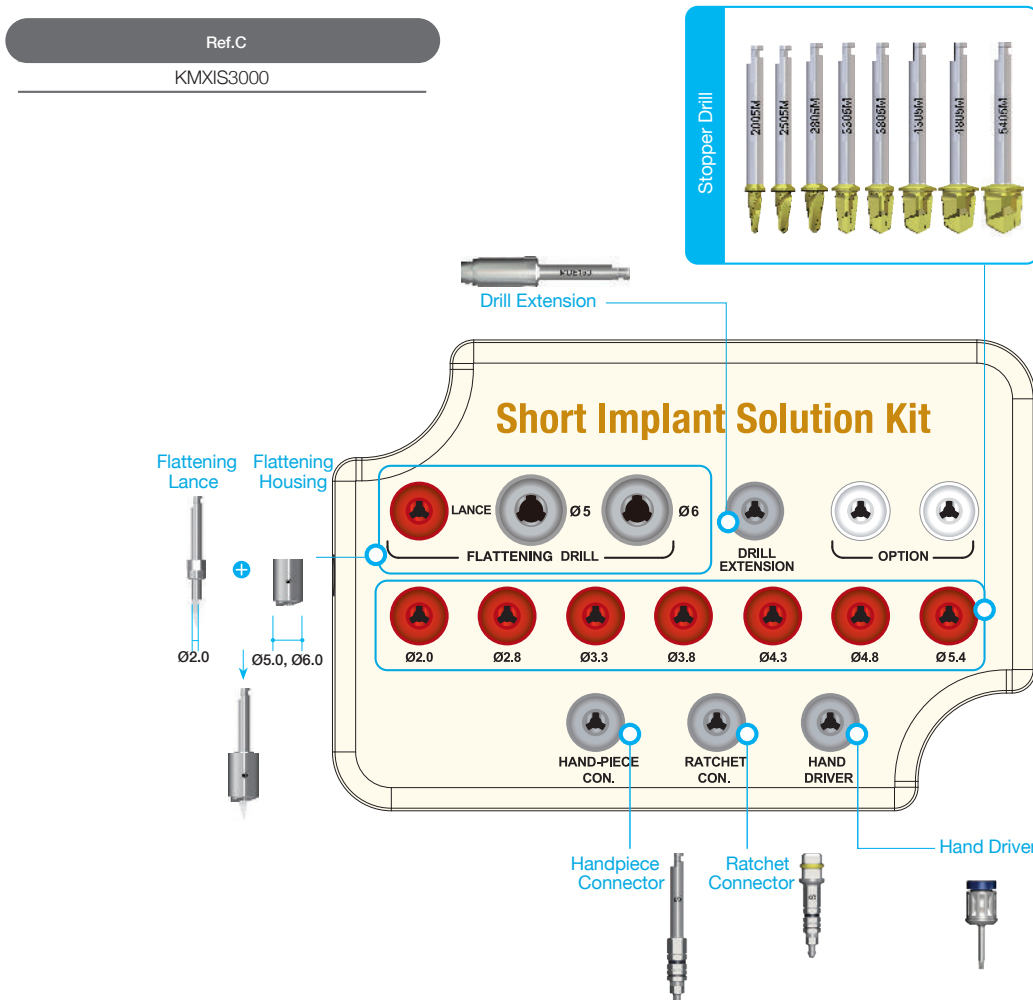 Ref.C
KMXIS3000
Stopper Drill
2005M
2505M
2805M
3305M
3805M
4305M
4805M
5405M
Drill Extension
Short Implant Solution Kit
Flattening
Lance
Flattening
Housing
LANCE
Ø5
Ø6
FLATTENING DRILL
DRILL
EXTENSION
OPTION
Ø2.0
Ø5.0, Ø6.0
Ø2.0
Ø2.8
Ø3.3
Ø3.8
Ø4.3
Ø4.8
Ø5.4
HAND-PIECE
CON.
RATCHET
CON.
HAND
DRIVER
Handpiece
Connector
Ratchet
Connector
Hand Driver
S
S